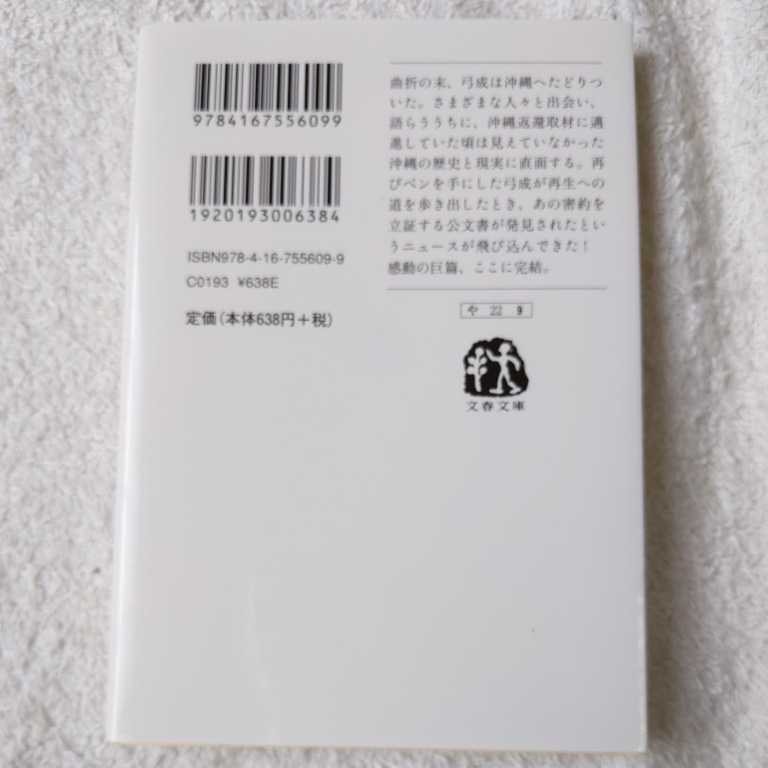 9784167556099
1920193006384
ISBN978-4-16-755609-9
C0193 ¥638E
定価(本体638円+税)
曲折の末、弓成は沖縄へたどりつ
いた。さまざまな人々と出会い、
語らううちに、沖縄返還取材に邁
進していた頃は見えていなかった
沖縄の歴史と現実に直面する。再
びペンを手にした弓成が再生への
道を歩き出したとき、あの密約を
立証する公文書が発見されたとい
うニュースが飛び込んできた!
感動の巨篇、ここに完結。
や 22 9
文春文庫